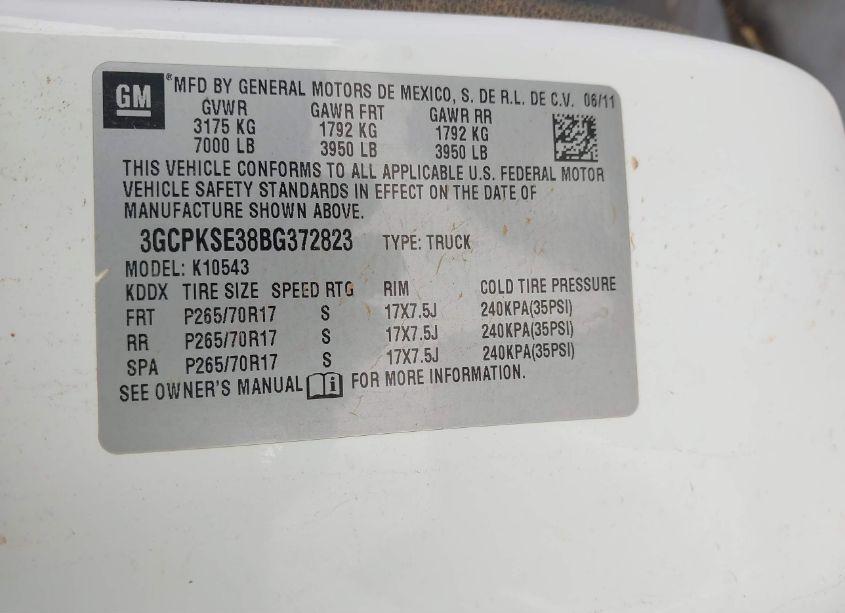 GM ®MFD BY GENERAL MOTORS DE MEXICO, S. DE R.L. DE C.V. 06/11
GVWR GAWR FRT GAWR RR
3175 KG 1792 KG 1792 KG
7000 LB 3950 LB 3950 LB
THIS VEHICLE CONFORMS TO ALL APPLICABLE U.S. FEDERAL MOTOR
VEHICLE SAFETY STANDARDS IN EFFECT ON THE DATE OF
MANUFACTURE SHOWN ABOVE.
3GCPKSE38BG372823 TYPE: TRUCK
MODEL: K10543
KDDX TIRE SIZE SPEED RTG RIM COLD TIRE PRESSURE
FRT P265/70R17 S 17X7.5J 240KPA(35PSI)
RR P265/70R17 S 17X7.5J 240KPA(35PSI)
SPA P265/70R17 S 17X7.5J 240KPA(35PSI)
SEE OWNER'S MANUAL i FOR MORE INFORMATION.